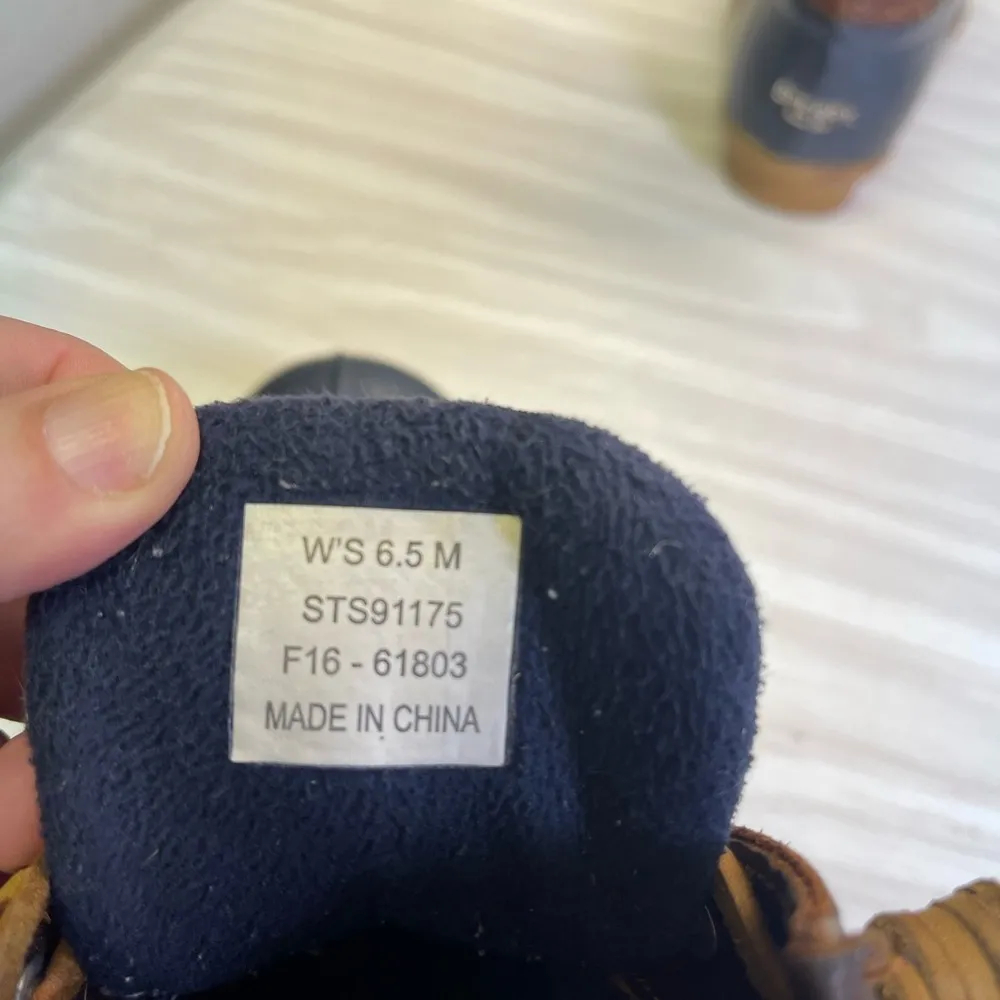 W'S 6.5 M
STS91175
F16 - 61803
MADE IN CHINA